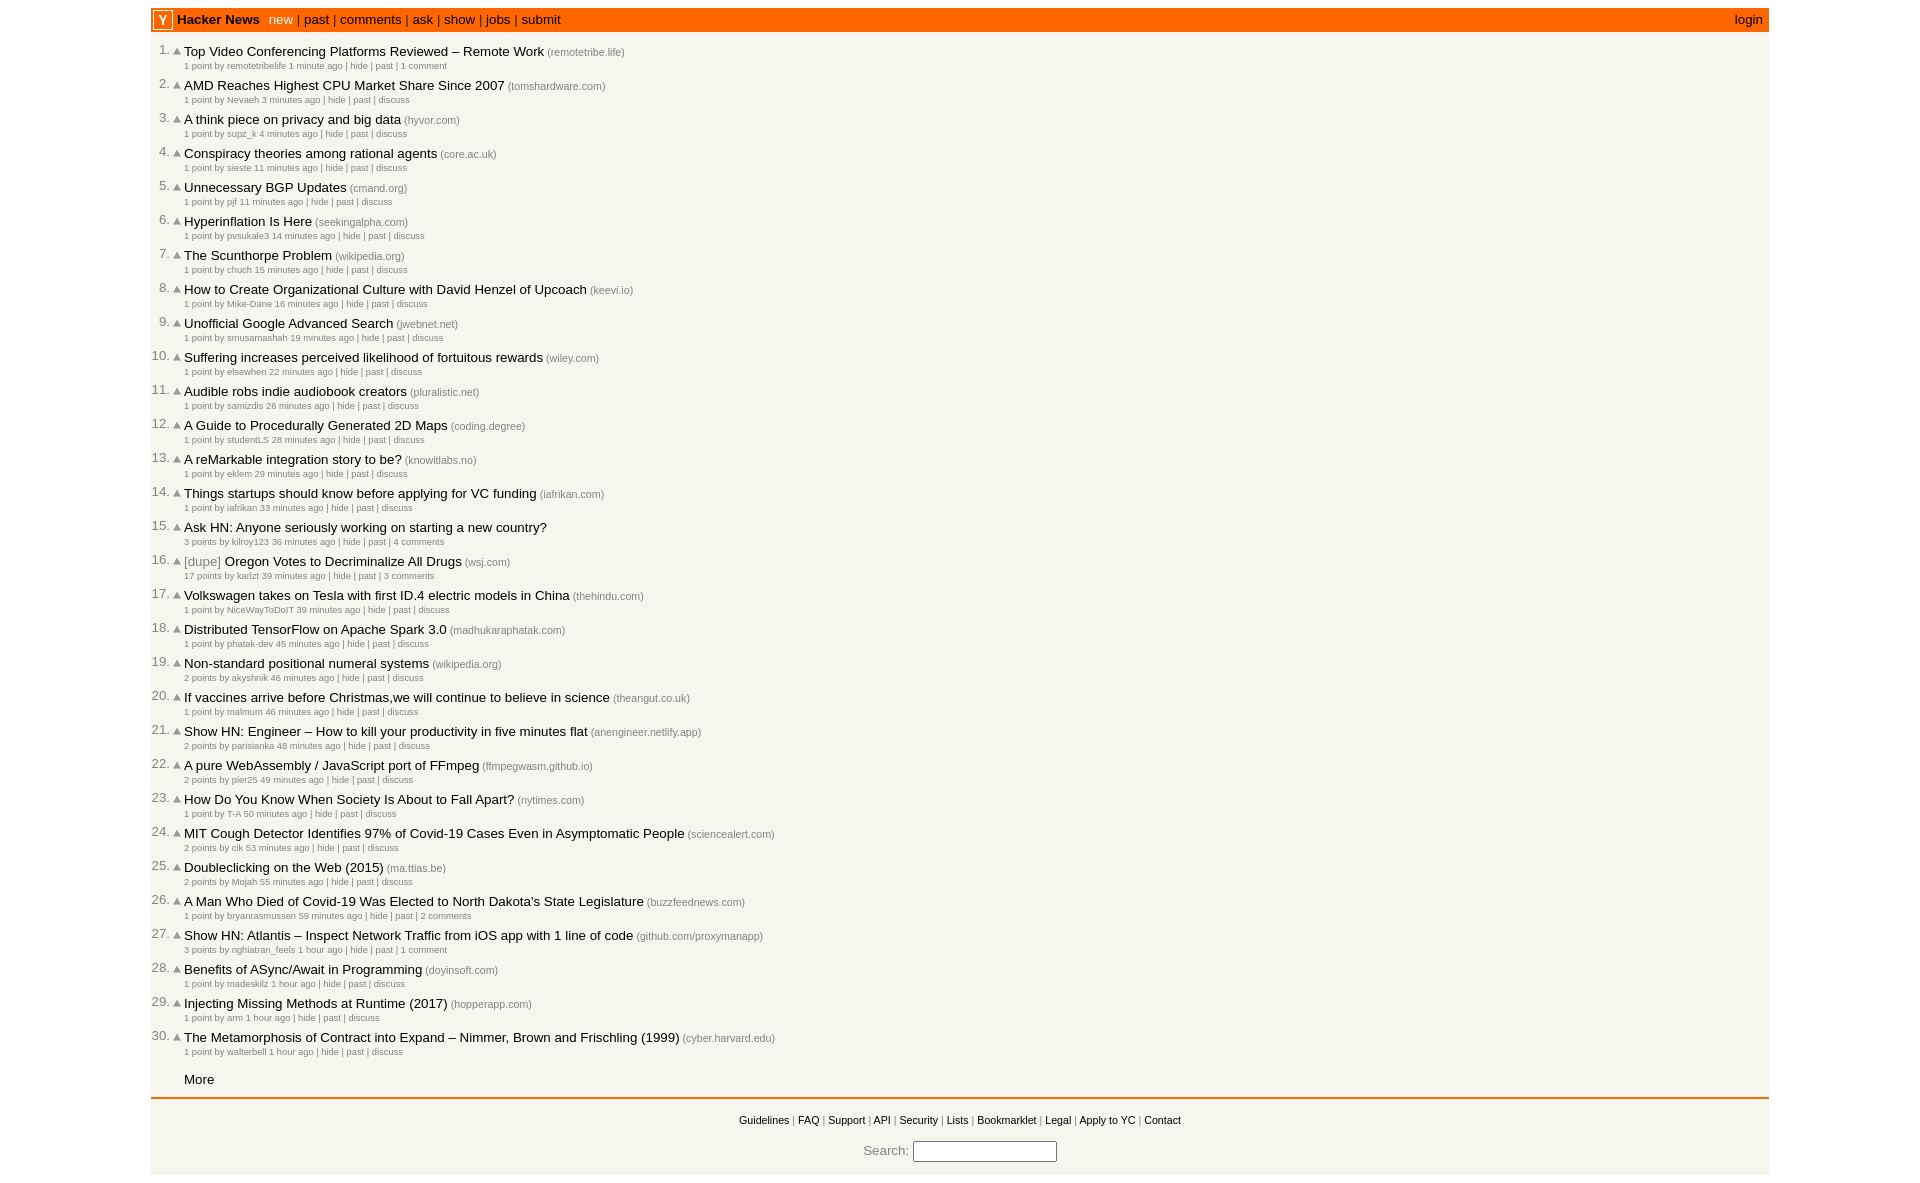 Y Hacker News new | past | comments | ask | show | jobs | submit login
1. Top Video Conferencing Platforms Reviewed – Remote Work (remotetribe.life)
1 point by remotetribelife 1 minute ago | hide | past | 1 comment
2. AMD Reaches Highest CPU Market Share Since 2007 (tomshardware.com)
1 point by Nevaeh 3 minutes ago | hide | past | discuss
3. A think piece on privacy and big data (hyvor.com)
1 point by supz_k 4 minutes ago | hide | past | discuss
4. Conspiracy theories among rational agents (core.ac.uk)
1 point by sieste 11 minutes ago | hide | past | discuss
5. Unnecessary BGP Updates (cmand.org)
1 point by pjf 11 minutes ago | hide | past | discuss
6. Hyperinflation Is Here (seekingalpha.com)
1 point by pvsukale3 14 minutes ago | hide | past | discuss
7. The Scunthorpe Problem (wikipedia.org)
1 point by chuch 15 minutes ago | hide | past | discuss
8. How to Create Organizational Culture with David Henzel of Upcoach (keevi.io)
1 point by Mike-Dane 16 minutes ago | hide | past | discuss
9. Unofficial Google Advanced Search (jwebnet.net)
1 point by smusamashah 19 minutes ago | hide | past | discuss
10. Suffering increases perceived likelihood of fortuitous rewards (wiley.com)
1 point by elsewhen 22 minutes ago | hide | past | discuss
11. Audible robs indie audiobook creators (pluralistic.net)
1 point by samizdis 26 minutes ago | hide | past | discuss
12. A Guide to Procedurally Generated 2D Maps (coding.degree)
1 point by studentLS 28 minutes ago | hide | past | discuss
13. A reMarkable integration story to be? (knowitlabs.no)
1 point by eklem 29 minutes ago | hide | past | discuss
14. Things startups should know before applying for VC funding (iafrikan.com)
1 point by iafrikan 33 minutes ago | hide | past | discuss
15. Ask HN: Anyone seriously working on starting a new country?
3 points by kilroy123 36 minutes ago | hide | past | 4 comments
16. [dupe] Oregon Votes to Decriminalize All Drugs (wsj.com)
17 points by karlzt 39 minutes ago | hide | past | 3 comments
17. Volkswagen takes on Tesla with first ID.4 electric models in China (thehindu.com)
1 point by NiceWayToDoIT 39 minutes ago | hide | past | discuss
18. Distributed TensorFlow on Apache Spark 3.0 (madhukaraphatak.com)
1 point by phatak-dev 45 minutes ago | hide | past | discuss
19. Non-standard positional numeral systems (wikipedia.org)
2 points by akyshnik 46 minutes ago | hide | past | discuss
20. If vaccines arrive before Christmas,we will continue to believe in science (theangut.co.uk)
1 point by malmum 46 minutes ago | hide | past | discuss
21. Show HN: Engineer – How to kill your productivity in five minutes flat (anengineer.netlify.app)
2 points by parisianka 48 minutes ago | hide | past | discuss
22. A pure WebAssembly / JavaScript port of FFmpeg (ffmpegwasm.github.io)
2 points by pier25 49 minutes ago | hide | past | discuss
23. How Do You Know When Society Is About to Fall Apart? (nytimes.com)
1 point by T-A 50 minutes ago | hide | past | discuss
24. MIT Cough Detector Identifies 97% of Covid-19 Cases Even in Asymptomatic People (sciencealert.com)
2 points by cik 53 minutes ago | hide | past | discuss
25. Doubleclicking on the Web (2015) (ma.ttias.be)
2 points by Mojah 55 minutes ago | hide | past | discuss
26. A Man Who Died of Covid-19 Was Elected to North Dakota's State Legislature (buzzfeednews.com)
1 point by bryanrasmussen 59 minutes ago | hide | past | 2 comments
27. Show HN: Atlantis – Inspect Network Traffic from iOS app with 1 line of code (github.com/proxymanapp)
3 points by nghiatran_feels 1 hour ago | hide | past | 1 comment
28. Benefits of ASync/Await in Programming (doyinsoft.com)
1 point by madeskilz 1 hour ago | hide | past | discuss
29. Injecting Missing Methods at Runtime (2017) (hopperapp.com)
1 point by arm 1 hour ago | hide | past | discuss
30. The Metamorphosis of Contract into Expand – Nimmer, Brown and Frischling (1999) (cyber.harvard.edu)
1 point by walterbell 1 hour ago | hide | past | discuss
More
Guidelines | FAQ | Support | API | Security | Lists | Bookmarklet | Legal | Apply to YC | Contact
Search: